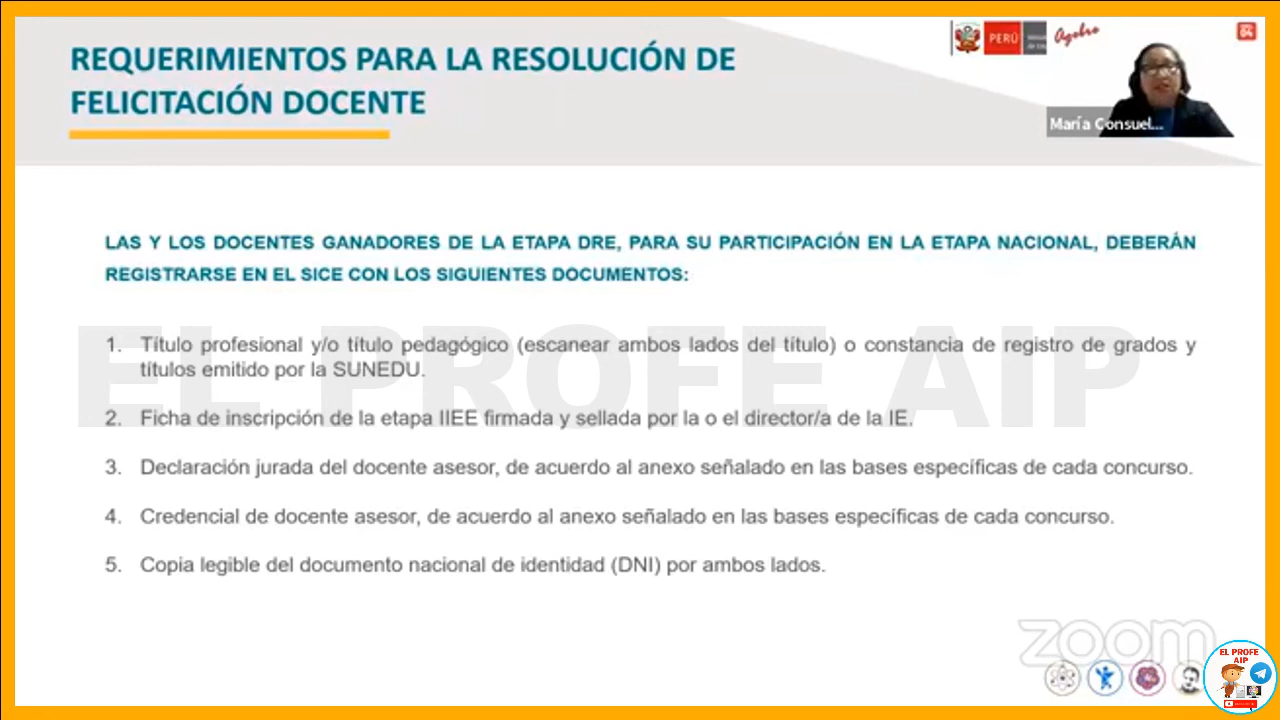 REQUERIMIENTOS PARA LA RESOLUCIÓN DE
FELICITACIÓN DOCENTE
PERÚ
María Consuel...
LAS Y LOS DOCENTES GANADORES DE LA ETAPA DRE, PARA SU PARTICIPACIÓN EN LA ETAPA NACIONAL, DEBERÁN
REGISTRARSE EN EL SICE CON LOS SIGUIENTES DOCUMENTOS:
EL PROFE AIP
1. Título profesional y/o título pedagógico (escanear ambos lados del título) o constancia de registro de grados y
títulos emitido por la SUNEDU.
2. Ficha de inscripción de la etapa IIEE firmada y sellada por la o el director/a de la IE.
3. Declaración jurada del docente asesor, de acuerdo al anexo señalado en las bases específicas de cada concurso.
4. Credencial de docente asesor, de acuerdo al anexo señalado en las bases específicas de cada concurso.
5. Copia legible del documento nacional de identidad (DNI) por ambos lados.
zoom
EL PROFE
AIP